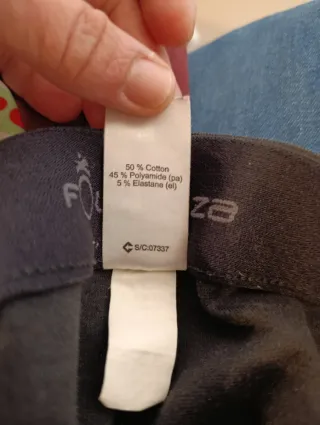 50 % Cotton
45 % Polyamide (pa)
5 % Elastane (el)
S/C:07337